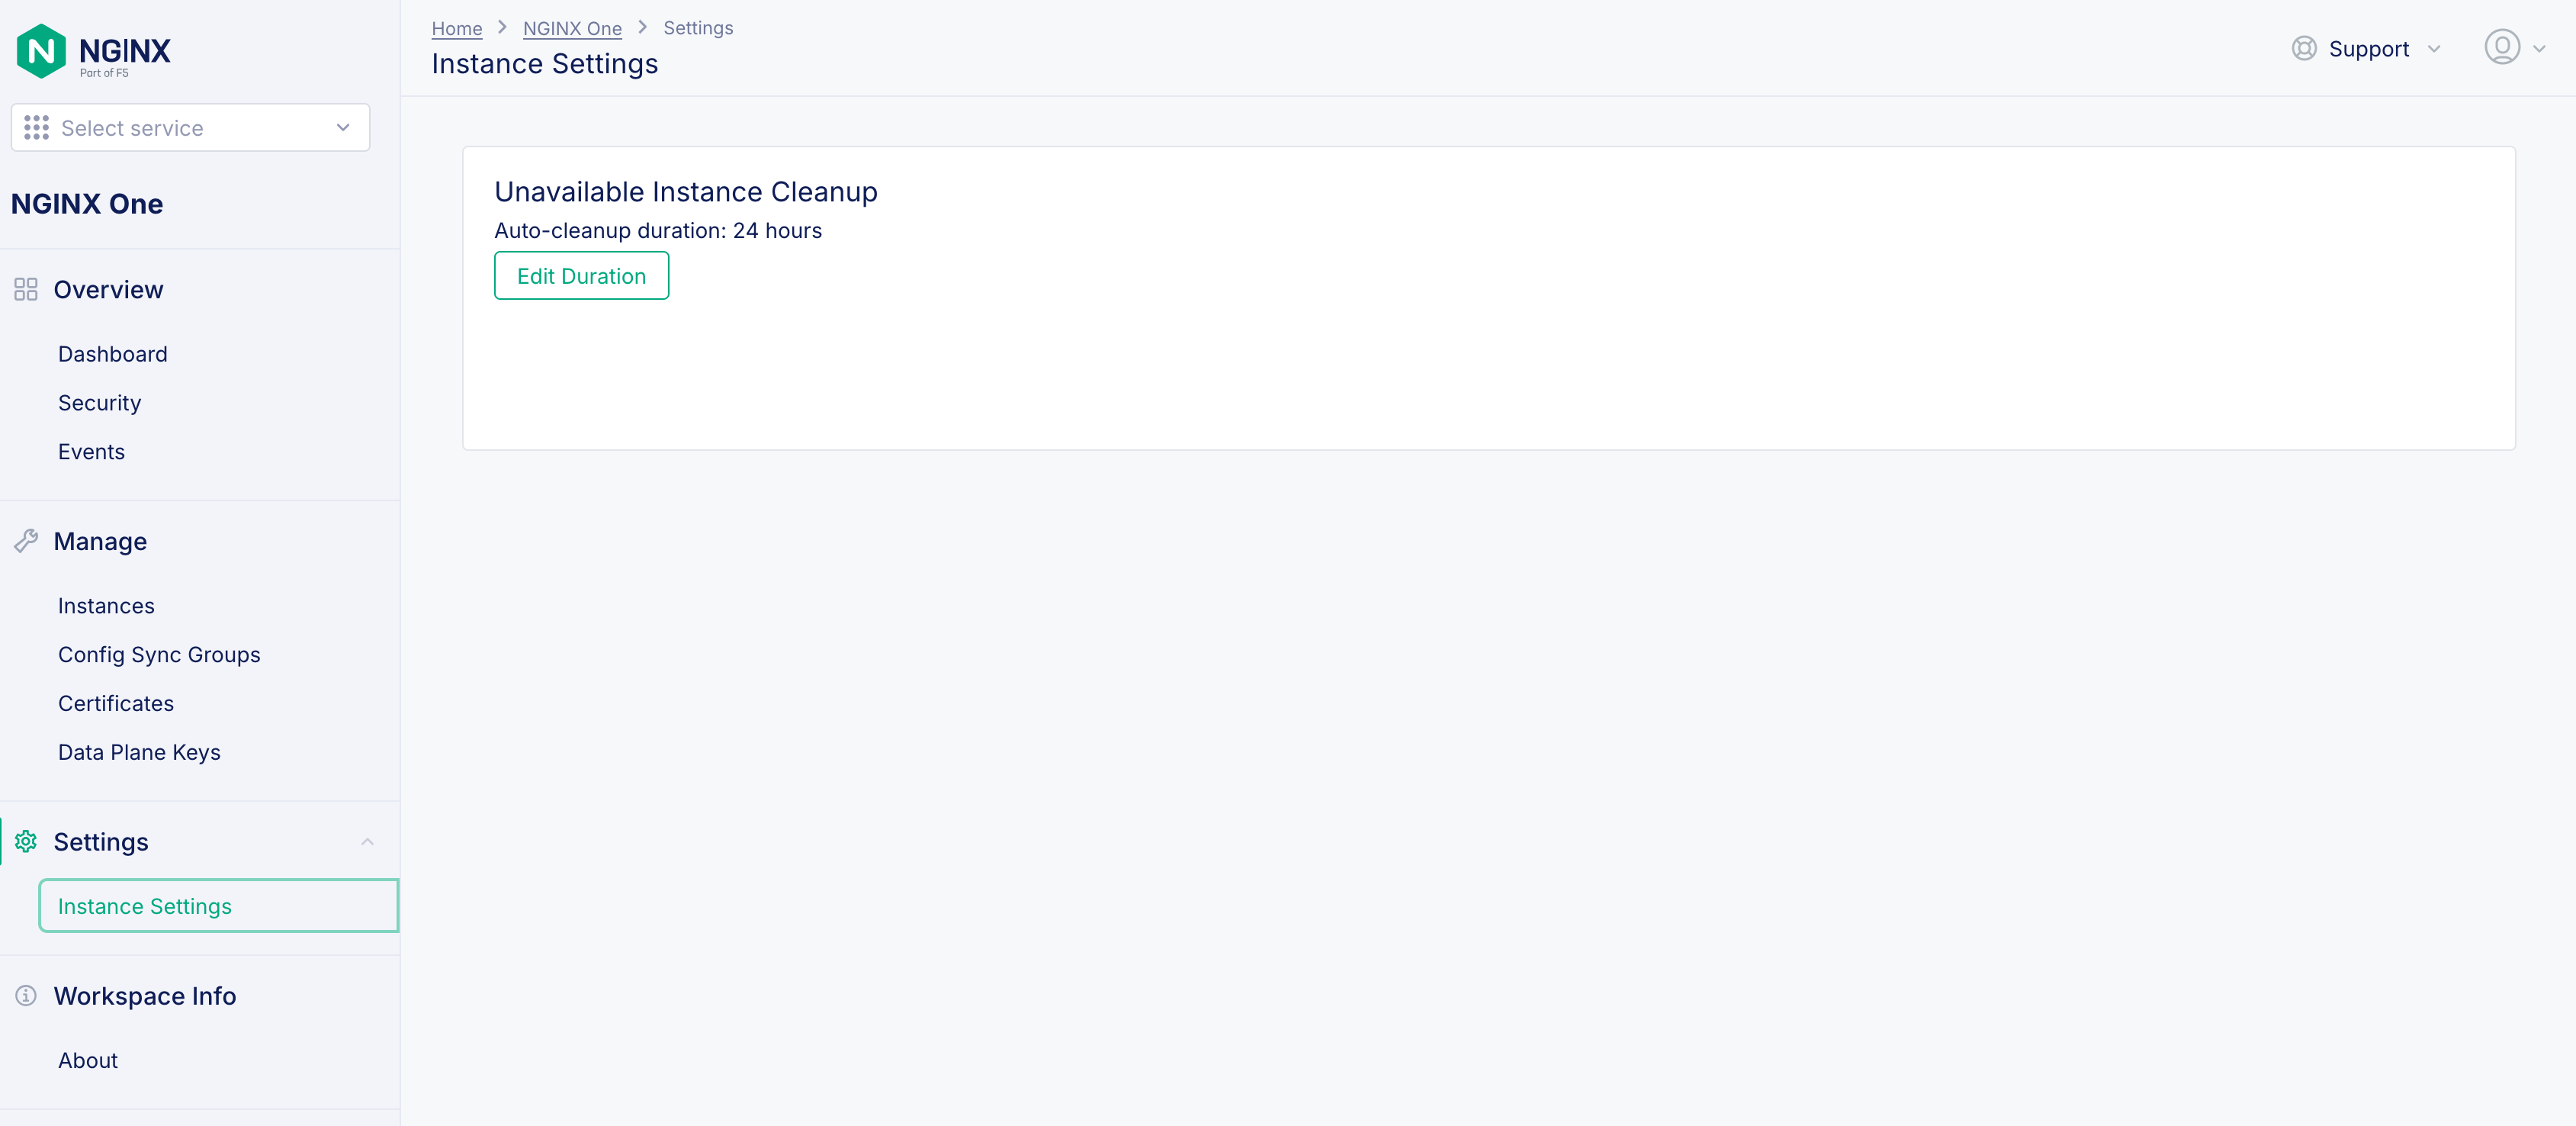 NGINX
Part of F5
Select service
NGINX One
Overview
Dashboard
Security
Events
Manage
Instances
Config Sync Groups
Certificates
Data Plane Keys
Settings
Instance Settings
Workspace Info
About
Home > NGINX One > Settings
Instance Settings
Support
Unavailable Instance Cleanup
Auto-cleanup duration: 24 hours
Edit Duration